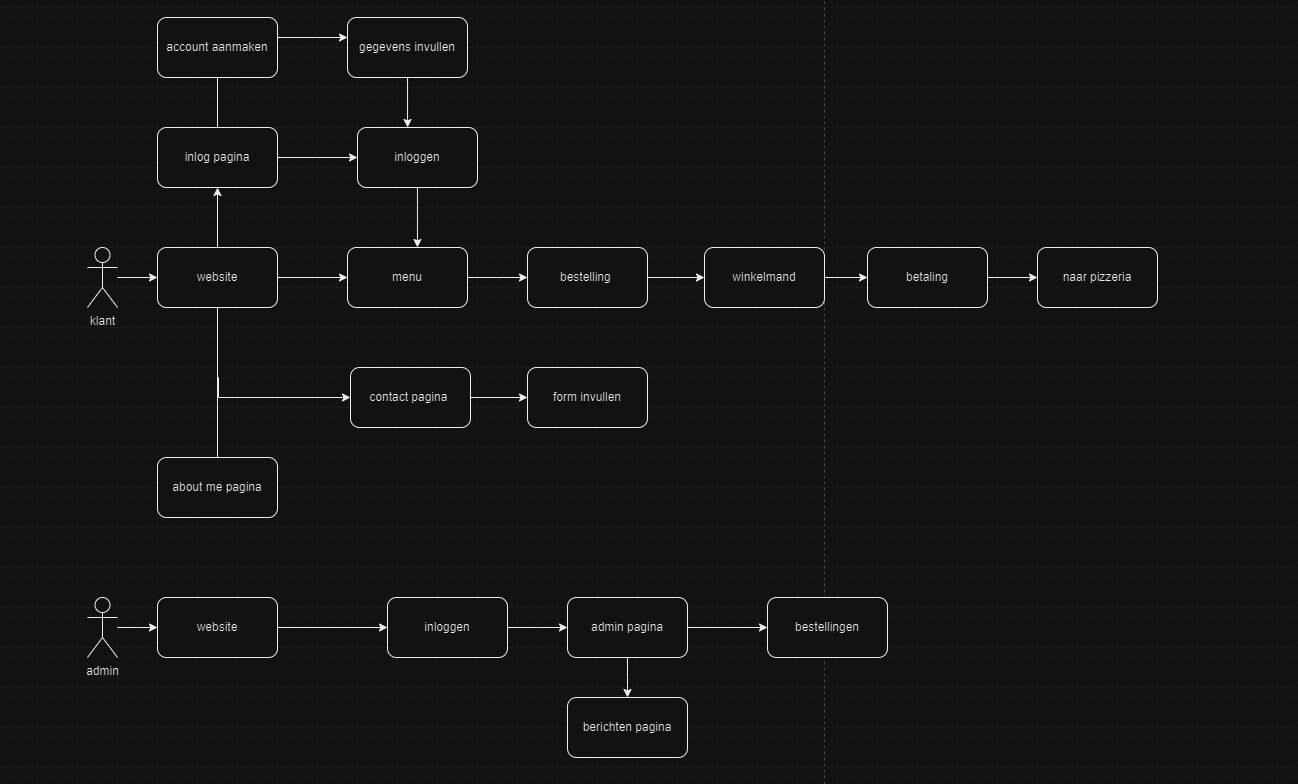 account aanmaken
gegevens invullen
inlog pagina
inloggen
klant
website
menu
bestelling
winkelmand
betaling
naar pizzeria
contact pagina
form invullen
about me pagina
admin
website
inloggen
admin pagina
bestellingen
berichten pagina